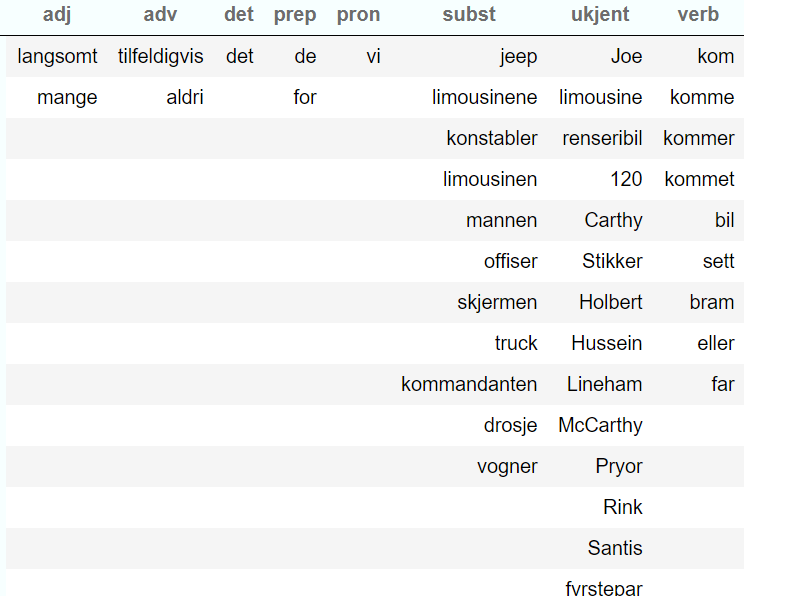 adj adv det prep pron subst ukjent verb
langsomt tilfeldigvis det de vi jeep Joe kom
mange aldri for limousinene limousine komme
konstabler renseribil kommer
limousinen 120 kommet
mannen Carthy bil
offiser Stikker sett
skjermen Holbert bram
truck Hussein eller
kommandanten Lineham far
drosje McCarthy
vogner Pryor
Rink
Santis
fyrstepar